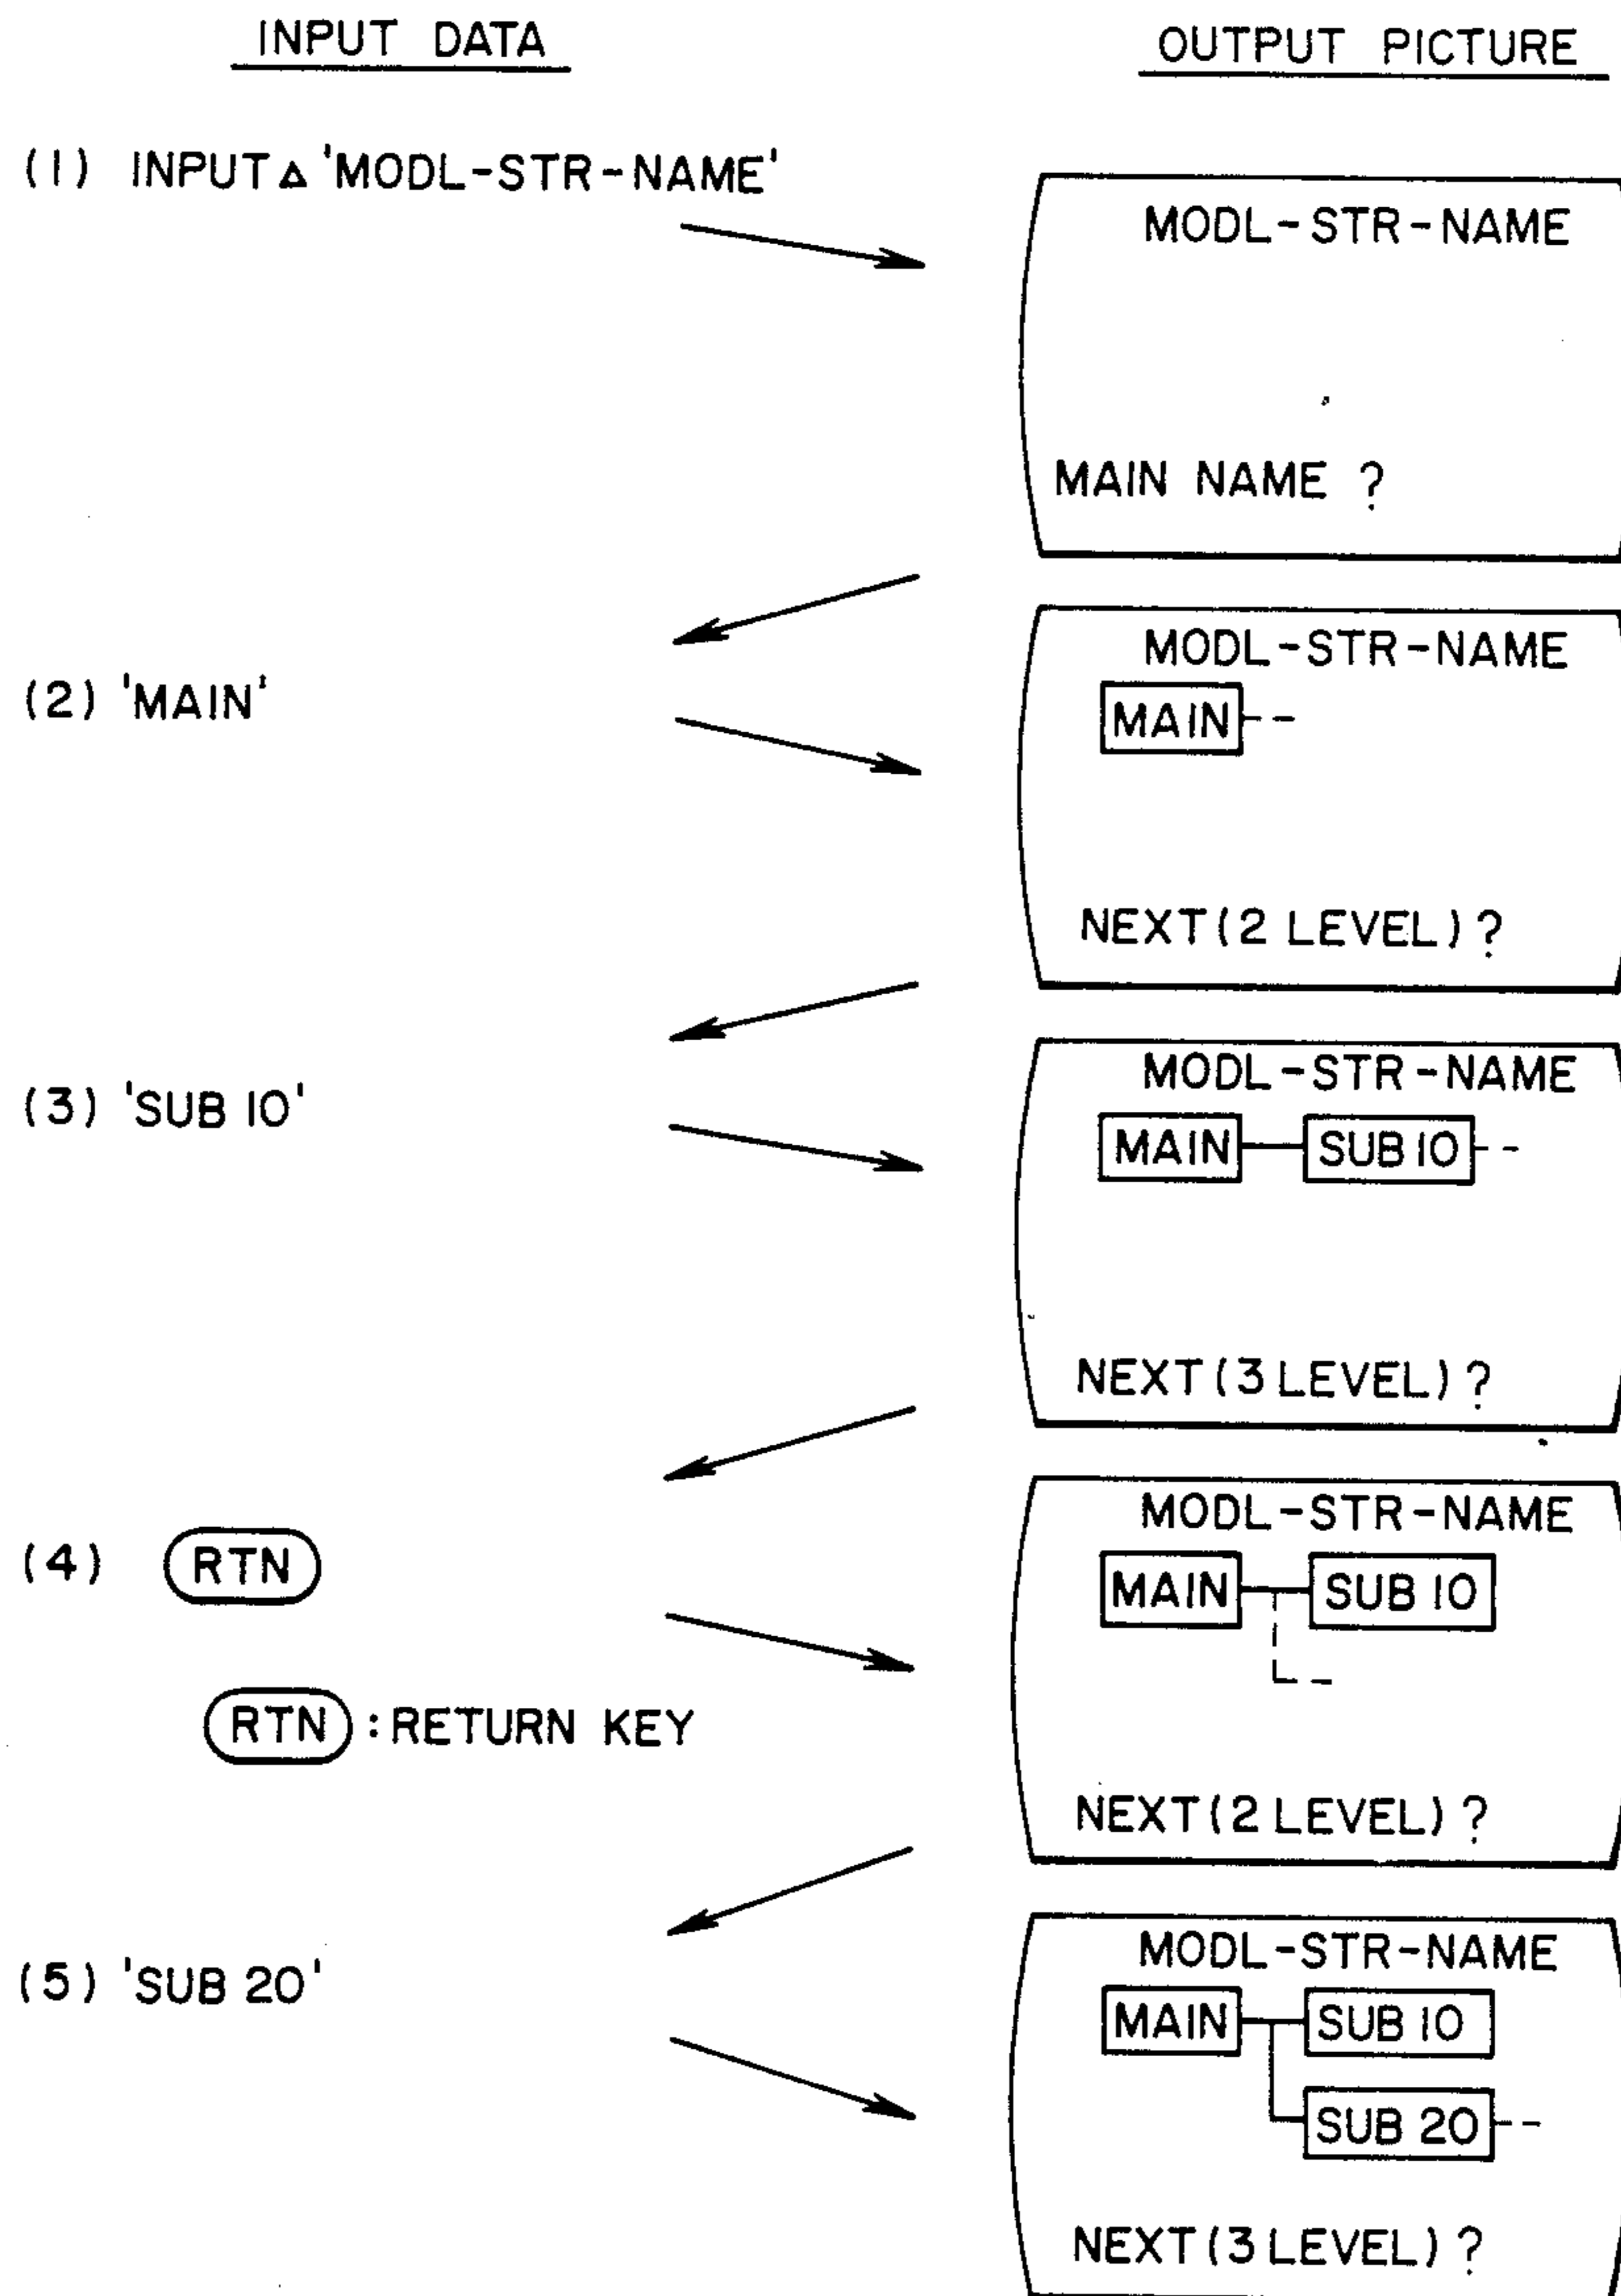 INPUT DATA
OUTPUT PICTURE
(1) INPUT△'MODL-STR-NAME'
MODL-STR-NAME
MAIN NAME ?
(2) 'MAIN'
MODL-STR-NAME
MAIN
NEXT(2 LEVEL)?
(3) 'SUB 10'
MODL-STR-NAME
MAIN SUB 10
NEXT(3 LEVEL)?
(4) RTN
RTN : RETURN KEY
MODL-STR-NAME
MAIN SUB 10
NEXT(2 LEVEL)?
(5) 'SUB 20'
MODL-STR-NAME
MAIN SUB 10
SUB 20
NEXT(3 LEVEL)?